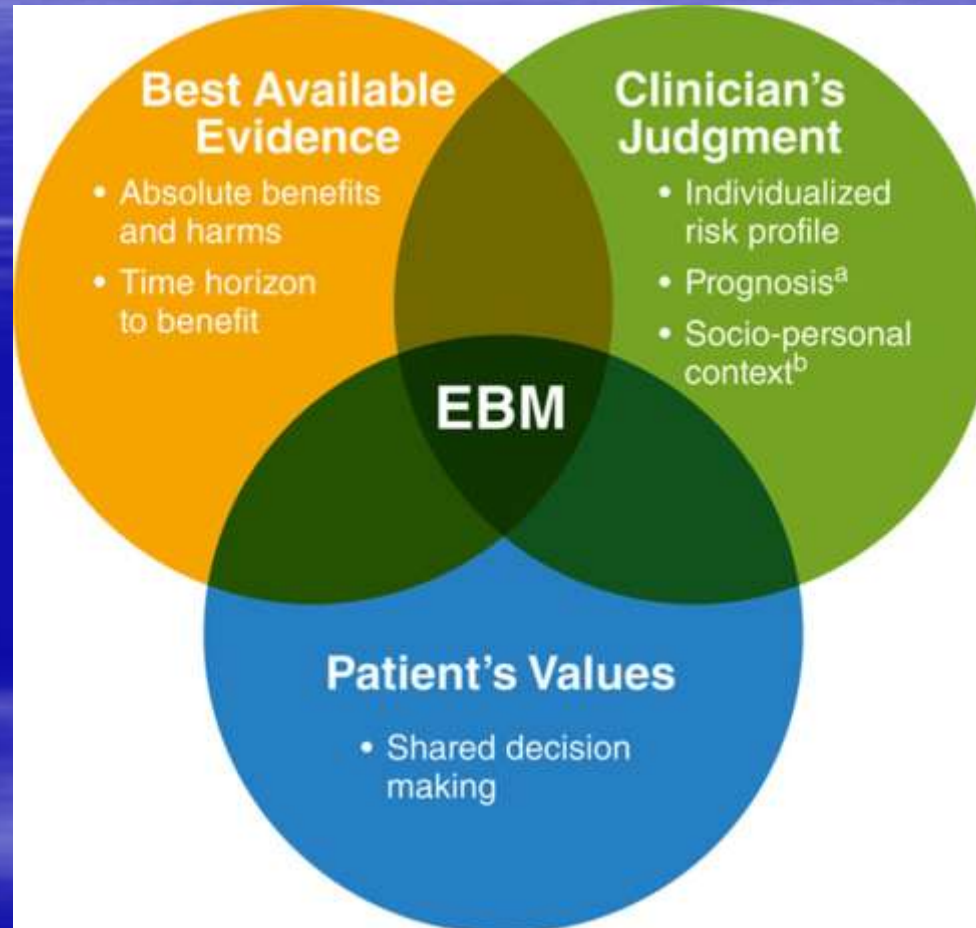 Best Available
Evidence
• Absolute benefits
and harms
• Time horizon
to benefit
Clinician’s
Judgment
• Individualized
risk profile
• Prognosisᵃ
• Socio-personal
contextᵇ
EBM
Patient’s Values
• Shared decision
making